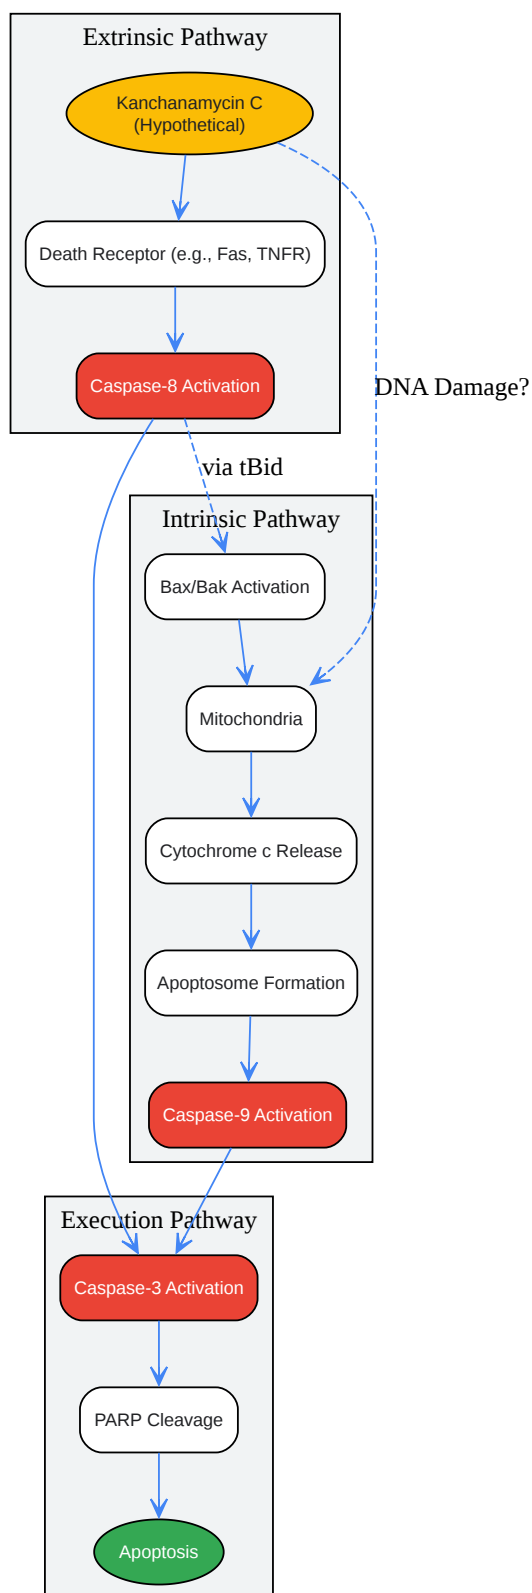 Extrinsic Pathway
Kanchanamycin C
(Hypothetical)
Death Receptor (e.g., Fas, TNFR)
Caspase-8 Activation
DNA Damage?
via tBid
Intrinsic Pathway
Bax/Bak Activation
Mitochondria
Cytochrome c Release
Apoptosome Formation
Caspase-9 Activation
Execution Pathway
Caspase-3 Activation
PARP Cleavage
Apoptosis